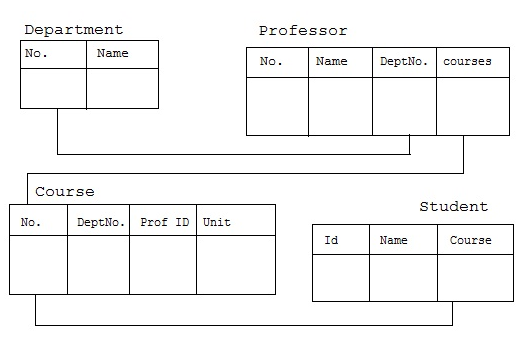 Department
No. Name
Professor
No. Name DeptNo. courses
Course
No. DeptNo. Prof ID Unit
Student
Id Name Course